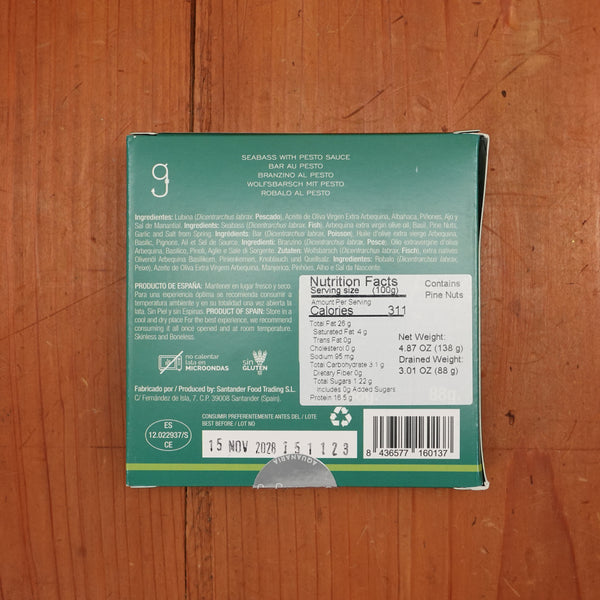 g
SEABASS WITH PESTO SAUCE
BAR AU PESTO
BRANZINO AL PESTO
WOLFSBARSCH MIT PESTO
ROBALO AL PESTO
Ingredientes: Lubina (Dicentrarchus labrax. Pescado), Aceite de Oliva Virgen Extra Arbequina, Albahaca, Piñones, Ajo y
Sal de Manantial. Ingredients: Seabass (Dicentrarchus labrax. Fish), Arbequina extra virgin olive oil, Basil, Pine Nuts,
Garlic and Salt from Spring. Ingrédients: Bar (Dicentrarchus labrax. Poisson), Huile d'olive extra vierge Arbequina,
Basilic, Pignons, Ail et Sel de Source. Ingredienti: Branzino (Dicentrarchus labrax. Pesce), Olio extravergine d'oliva
Arbequina, Basilico, Pinoli, Aglio e Sale di Sorgente. Zutaten: Wolfsbarsch (Dicentrarchus labrax. Fisch), extra natives
Olivenöl Arbequina, Basilikum, Pinienkernen, Knoblauch und Quellsalz. Ingredientes: Robalo (Dicentrarchus labrax.
Peixe), Azeite de Oliva Extra Virgem Arbequina, Manjerico, Pinhões, Alho e Sal de Nascente.
PRODUCTO DE ESPAÑA: Mantener en lugar fresco y seco.
Para una experiencia óptima se recomienda consumir a
temperatura ambiente y en su totalidad una vez abierta la
lata. Sin Piel y sin Espinas. PRODUCT OF SPAIN: Store in a
cool and dry place For the best experience, we recommend
consuming it all once opened and at room temperature.
Skinless and Boneless.
Nutrition Facts
Serving size (100g)
Amount Per Serving
Calories 311
Total Fat 26 g
Saturated Fat 4 g
Trans Fat 0g
Cholesterol 0 g
Sodium 95 mg
Total Carbohydrate 3.1 g
Dietary Fiber 0g
Total Sugars 1.22 g
Includes 0g Added Sugars
Protein 16.5 g
Contains
Pine Nuts
Net Weight:
4.87 OZ (138 g)
Drained Weight:
3.01 OZ (88 g)
88g.
no calentar
lata en
MICROONDAS
sin
GLUTEN
Fabricado por / Produced by: Santander Food Trading S.L.
C/ Fernández de Isla, 7. C.P. 39008 Santander (Spain).
ES
12.022937/S
CE
CONSUMIR PREFERENTEMENTE ANTES DEL / LOTE.
BEST BEFORE / LOT NO
15 NOV 2028 151123
AQUANARIA
8 436577 160137